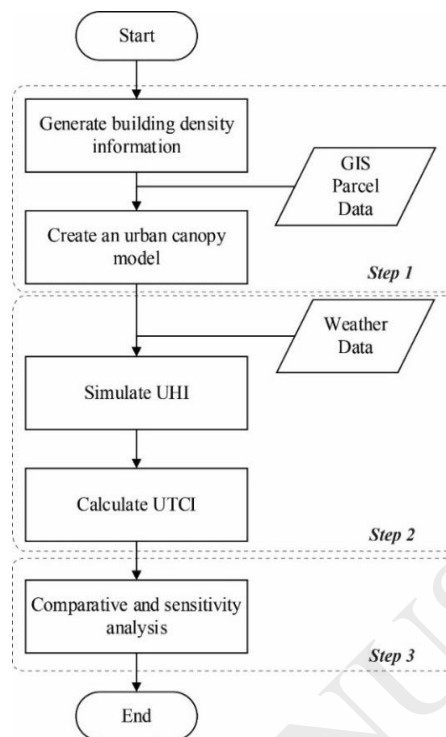 Start
Generate building density
information
GIS
Parcel
Data
Create an urban canopy
model
Step 1
Weather
Data
Simulate UHI
Calculate UTCI
Step 2
Comparative and sensitivity
analysis
Step 3
End
NUS